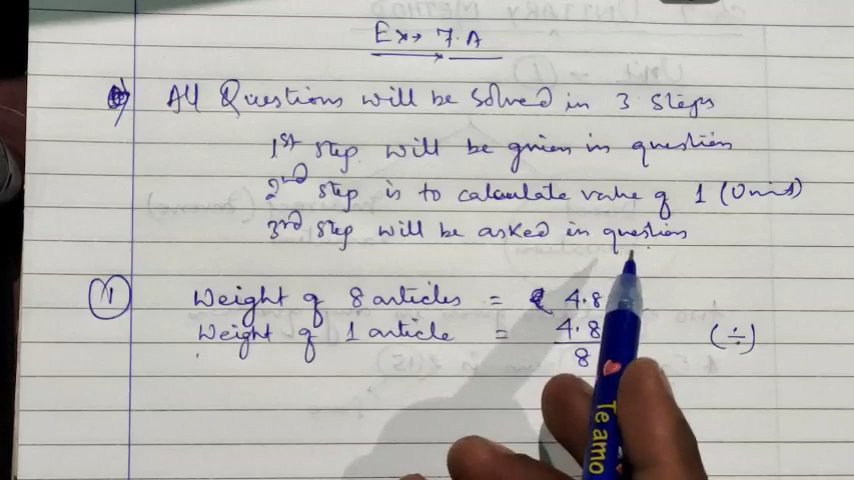 Ex → 7.A
All Questions will be solved in 3 steps
1st step will be given in question
2nd step is to calculate value of 1 (Unit)
3rd step will be asked in question
1 Weight of 8 articles = 4.8
Weight of 1 article = 4.8/8 (÷)
Te amo